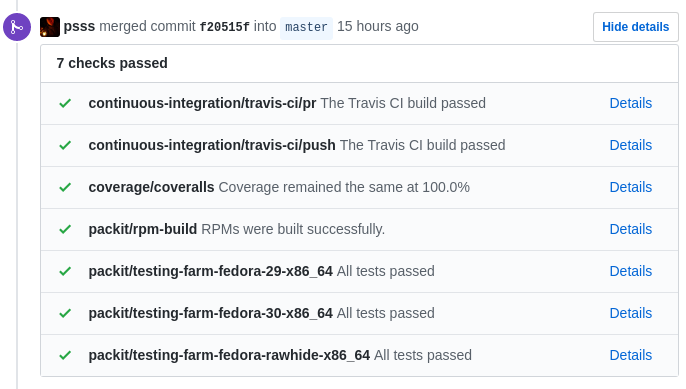 psss merged commit f20515f into master 15 hours ago Hide details
7 checks passed
continuous-integration/travis-ci/pr The Travis CI build passed Details
continuous-integration/travis-ci/push The Travis CI build passed Details
coverage/coveralls Coverage remained the same at 100.0% Details
packit/rpm-build RPMs were built successfully. Details
packit/testing-farm-fedora-29-x86_64 All tests passed Details
packit/testing-farm-fedora-30-x86_64 All tests passed Details
packit/testing-farm-fedora-rawhide-x86_64 All tests passed Details